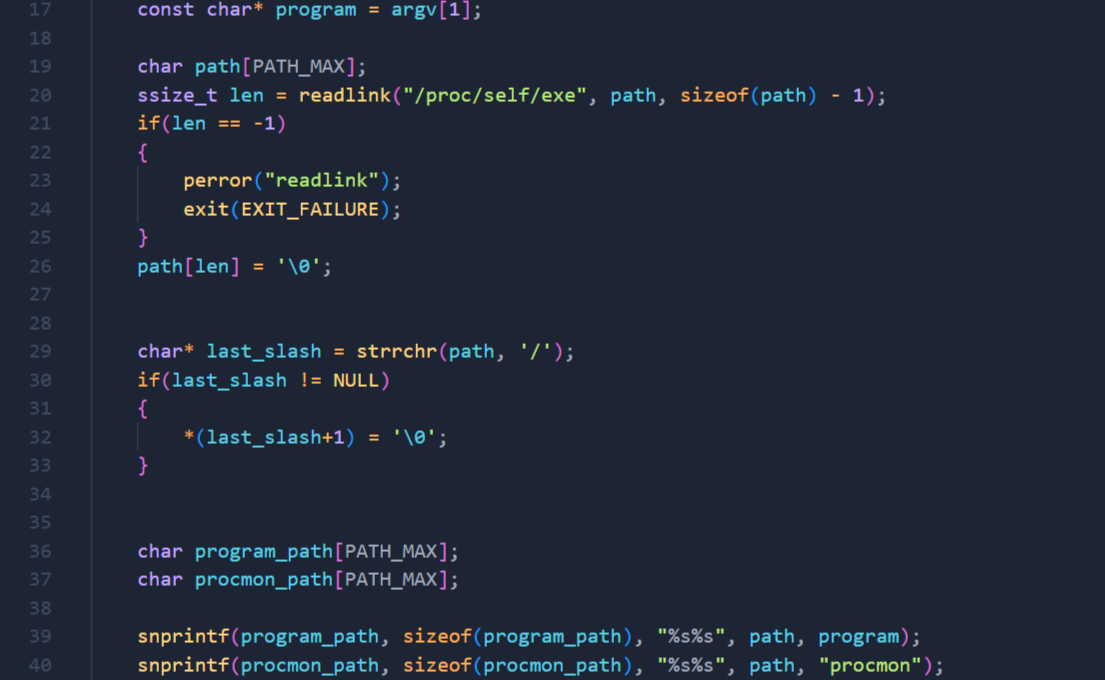 17 const char* program = argv[1];
18
19 char path[PATH_MAX];
20 ssize_t len = readlink("/proc/self/exe", path, sizeof(path) - 1);
21 if(len == -1)
22 {
23 perror("readlink");
24 exit(EXIT_FAILURE);
25 }
26 path[len] = '\0';
27
28
29 char* last_slash = strrchr(path, '/');
30 if(last_slash != NULL)
31 {
32 *(last_slash+1) = '\0';
33 }
34
35
36 char program_path[PATH_MAX];
37 char procmon_path[PATH_MAX];
38
39 snprintf(program_path, sizeof(program_path), "%s%s", path, program);
40 snprintf(procmon_path, sizeof(procmon_path), "%s%s", path, "procmon");